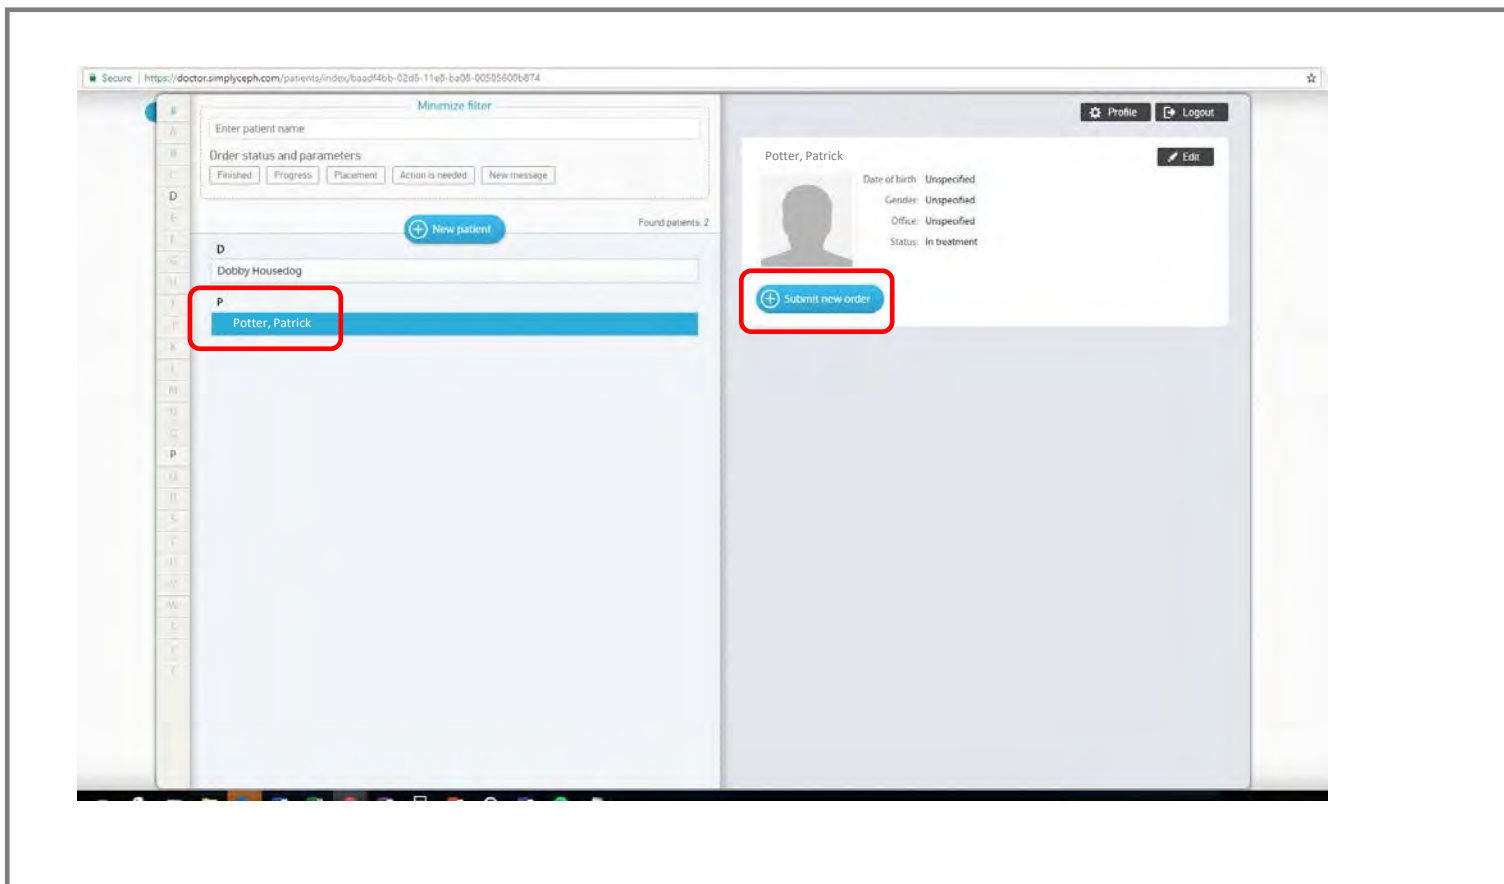 Secure | https://doctor.simplyceph.com/patients/index/baadf4bb-02d6-11e8-ba08-00505600b874
Minimize filter
Enter patient name
Order status and parameters
Finished Progress Placement Action is needed New message
New patient
Found patients: 2
D
Dobby Housedog
P
Potter, Patrick
#
A
B
C
D
E
F
G
H
I
J
K
L
M
N
O
P
Q
R
S
T
U
V
W
X
Y
Z
Profile Logout
Potter, Patrick
Edit
Date of birth: Unspecified
Gender: Unspecified
Office: Unspecified
Status: In treatment
Submit new order